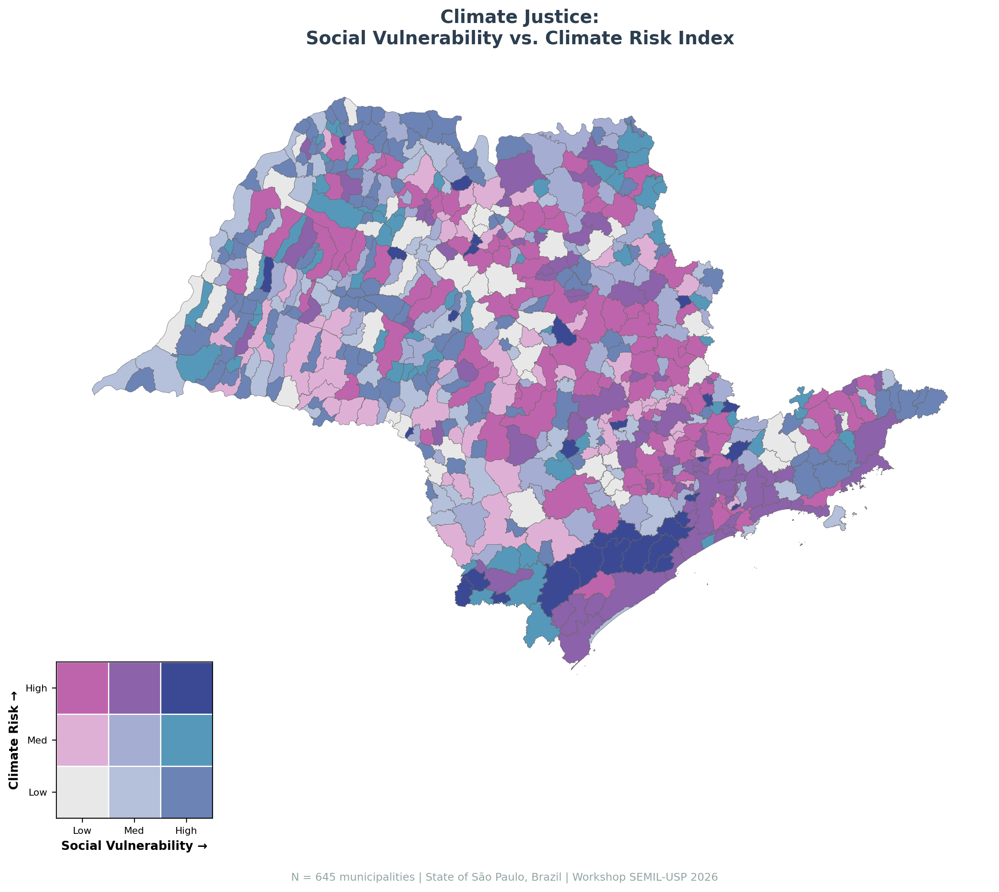 Climate Justice:
Social Vulnerability vs. Climate Risk Index
Climate Risk →
High
Med
Low
Low Med High
Social Vulnerability →
N = 645 municipalities | State of São Paulo, Brazil | Workshop SEMIL-USP 2026